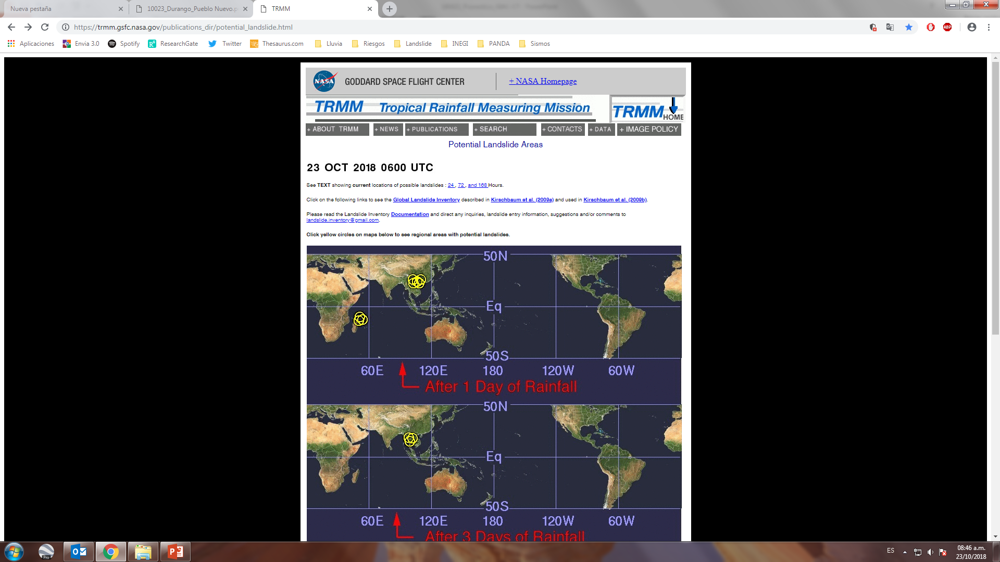 Nueva pestaña
10023_Durango_Pueblo Nuevo.p
TRMM
https://trmm.gsfc.nasa.gov/publications_dir/potential_landslide.html
ABP
Aplicaciones Envia 3.0 Spotify ResearchGate Twitter Thesaurus.com Lluvia Riesgos Landslide INEGI PANDA Sismos
NASA GODDARD SPACE FLIGHT CENTER + NASA Homepage
TRMM Tropical Rainfall Measuring Mission TRMM HOME
+ ABOUT TRMM + NEWS + PUBLICATIONS + SEARCH + CONTACTS + DATA + IMAGE POLICY
Potential Landslide Areas
23 OCT 2018 0600 UTC
See TEXT showing current locations of possible landslides : 24 , 72 , and 168 Hours.
Click on the following links to see the Global Landslide Inventory described in Kirschbaum et al. (2009a) and used in Kirschbaum et al. (2009b).
Please read the Landslide Inventory Documentation and direct any inquiries, landslide entry information, suggestions and/or comments to
landslide.inventory@gmail.com.
Click yellow circles on maps below to see regional areas with potential landslides.
50N
Eq
50S
60E 120E 180 120W 60W
After 1 Day of Rainfall
50N
Eq
50S
60E 120E 180 120W 60W
After 3 Days of Rainfall
Pro
ES
08:46 a.m.
23/10/2018